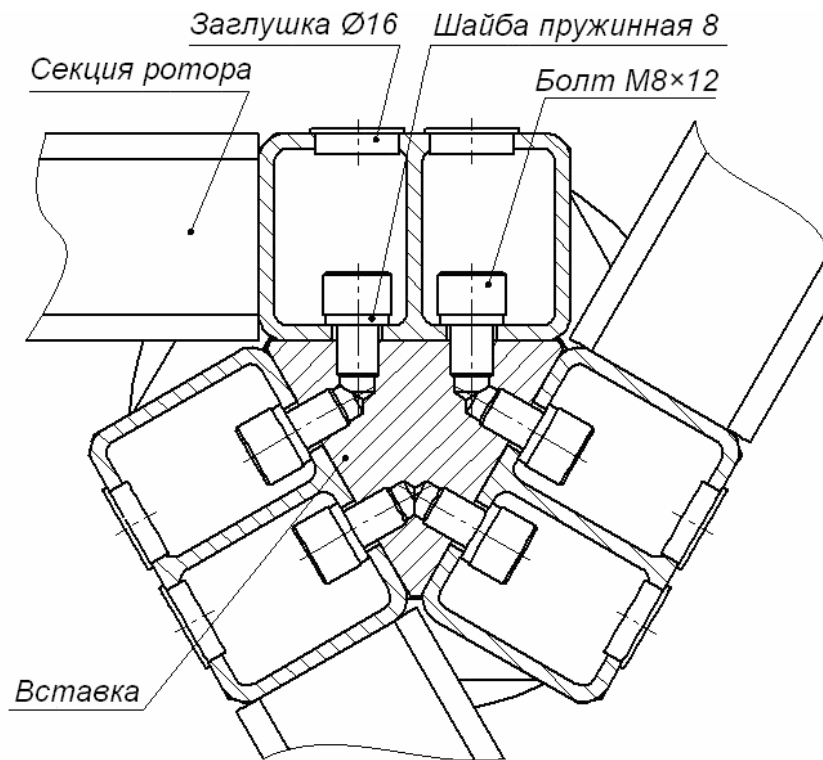 Заглушка Ø16
Шайба пружинная 8
Секция ротора
Болт М8×12
Вставка